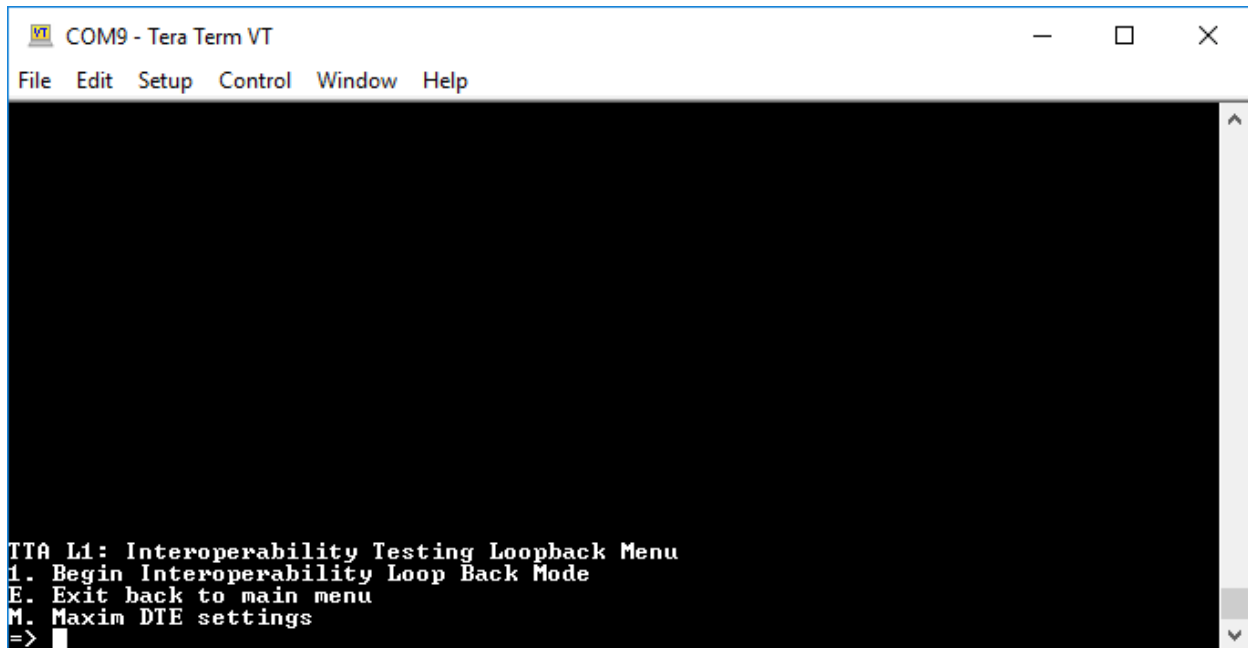 COM9 - Tera Term VT
File Edit Setup Control Window Help
TTA L1: Interoperability Testing Loopback Menu
1. Begin Interoperability Loop Back Mode
E. Exit back to main menu
M. Maxim DTE settings
=>